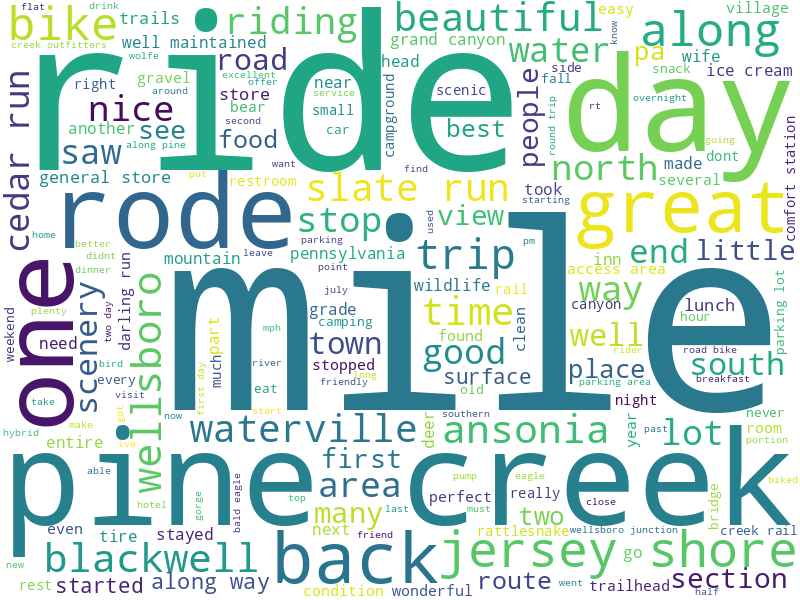 flat
drink
bike
trails
riding
beautiful
along
village
creek outfitters
well maintained
grand canyon
easy
know
wolfe
road
head
water
pa
wife
side
ride
day
right
gravel
excellent
offer
near
scenic
fall
snack
ice cream
cedar run
nice
store
bear
around
service
small
campground
people
rt
overnight
another
see
second
car
best
round trip
saw
along pine
food
want
find
north
made
dont
going
several
comfort station
general store
put
restroom
slate run
took
starting
great
rode
stop
used
view
home
parking
trip
pm
inn
end
little
better
didnt
dinner
mountain
leave
pennsylvania
point
wildlife
access area
one
mile
july
rail
canyon
way
lunch
hour
parking lot
weekend
plenty
two day
darling run
scenery
wellsboro
grade
camping
time
found
clean
well
need
bird
mph
town
river
friendly
stopped
good
road bike
rider
south
every
visit
much
part
long
eat
surface
old
place
parking area
breakfast
take
hybrid
make
got
ive
now
first day
start
southern
night
never
entire
waterville
deer
ansonia
year
past
lot
room
portion
pine creek
able
first
area
pump
eagle
close
biked
hotel
gorge
bald eagle
top
perfect
really
must
bridge
even
tire
stayed
many
last
next
friend
two
rattlesnake
wellsboro junction
creek rail
new
blackwell
back
jersey shore
go
rest
started
along way
condition
wonderful
route
went
trailhead
section
half